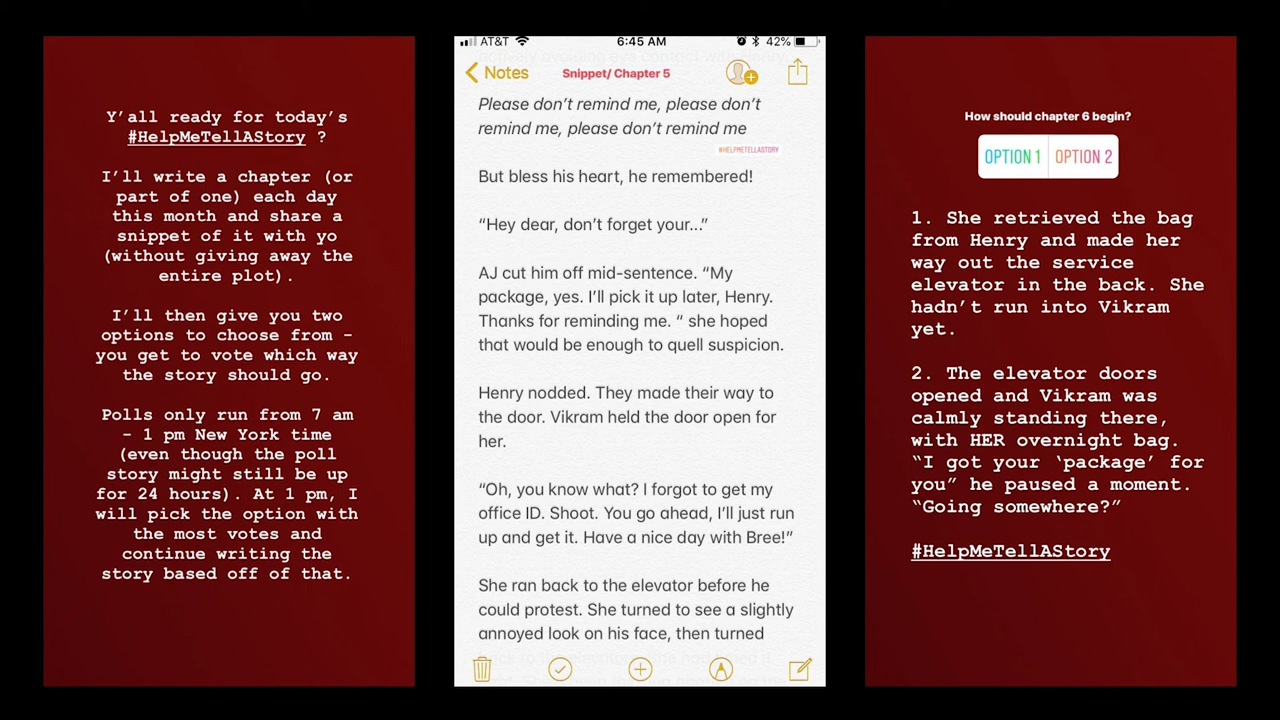 Y'all ready for today's
#HelpMeTellAStory ?
I'll write a chapter (or
part of one) each day
this month and share a
snippet of it with yo
(without giving away the
entire plot).
I'll then give you two
options to choose from -
you get to vote which way
the story should go.
Polls only run from 7 am
- 1 pm New York time
(even though the poll
story might still be up
for 24 hours). At 1 pm, I
will pick the option with
the most votes and
continue writing the
story based off of that.
AT&T 6:45 AM 42%
Notes Snippet/ Chapter 5
Please don't remind me, please don't
remind me, please don't remind me
#HELPMETELLASTORY
But bless his heart, he remembered!
“Hey dear, don't forget your...”
AJ cut him off mid-sentence. “My
package, yes. I'll pick it up later, Henry.
Thanks for reminding me. “ she hoped
that would be enough to quell suspicion.
Henry nodded. They made their way to
the door. Vikram held the door open for
her.
“Oh, you know what? I forgot to get my
office ID. Shoot. You go ahead, I'll just run
up and get it. Have a nice day with Bree!”
She ran back to the elevator before he
could protest. She turned to see a slightly
annoyed look on his face, then turned
How should chapter 6 begin?
OPTION 1 OPTION 2
1. She retrieved the bag
from Henry and made her
way out the service
elevator in the back. She
hadn't run into Vikram
yet.
2. The elevator doors
opened and Vikram was
calmly standing there,
with HER overnight bag.
“I got your ‘package’ for
you” he paused a moment.
“Going somewhere?”
#HelpMeTellAStory